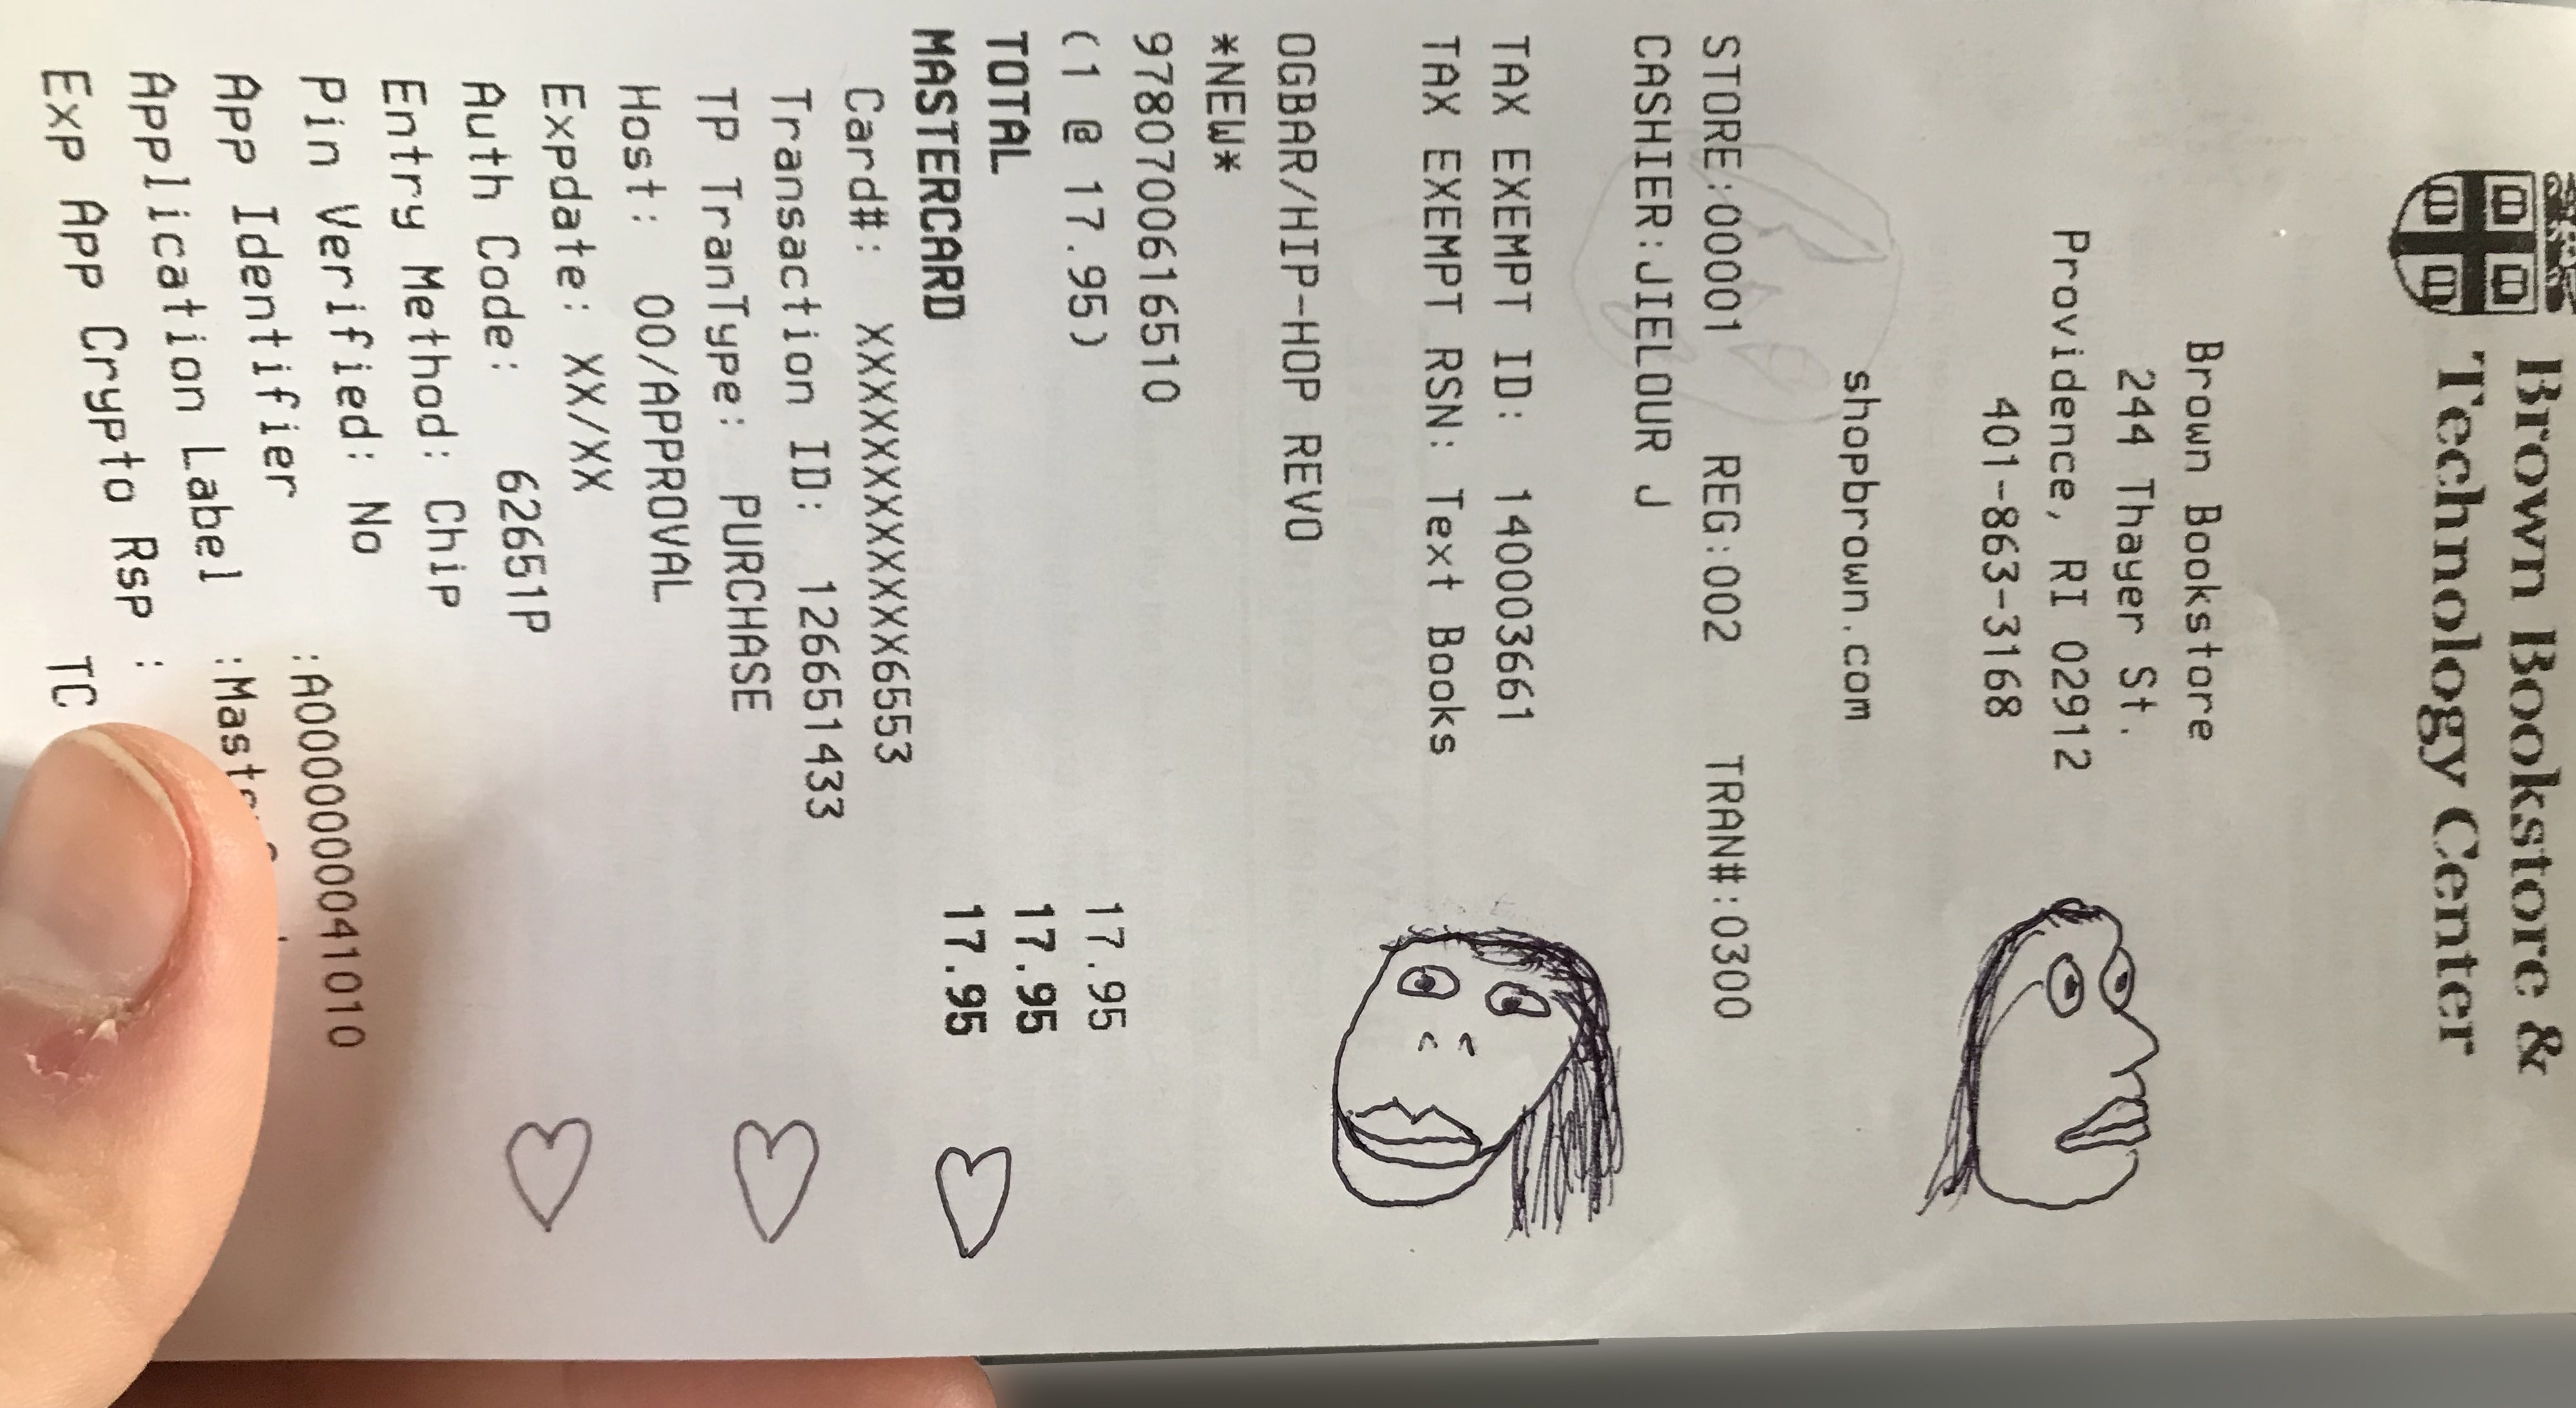 Brown Bookstore &
Technology Center
Brown Bookstore
244 Thayer St.
Providence, RI 02912
401-863-3168
shopbrown.com
STORE:00001 REG:002 TRAN#:0300
CASHIER:JIELOUR J
TAX EXEMPT ID: 140003661
TAX EXEMPT RSN: Text Books
OGBAR/HIP-HOP REVO
*NEW*
9780700616510
(1 @ 17.95) 17.95
TOTAL 17.95
MASTERCARD 17.95
Card#: XXXXXXXXXXXX6553
Transaction ID: 126651433
TP TranType: PURCHASE
Host: 00/APPROVAL
Expdate: XX/XX
Auth Code: 62651P
Entry Method: Chip
Pin Verified: No
App Identifier :A0000000041010
Application Label :
Exp App Crypto Rsp : TC